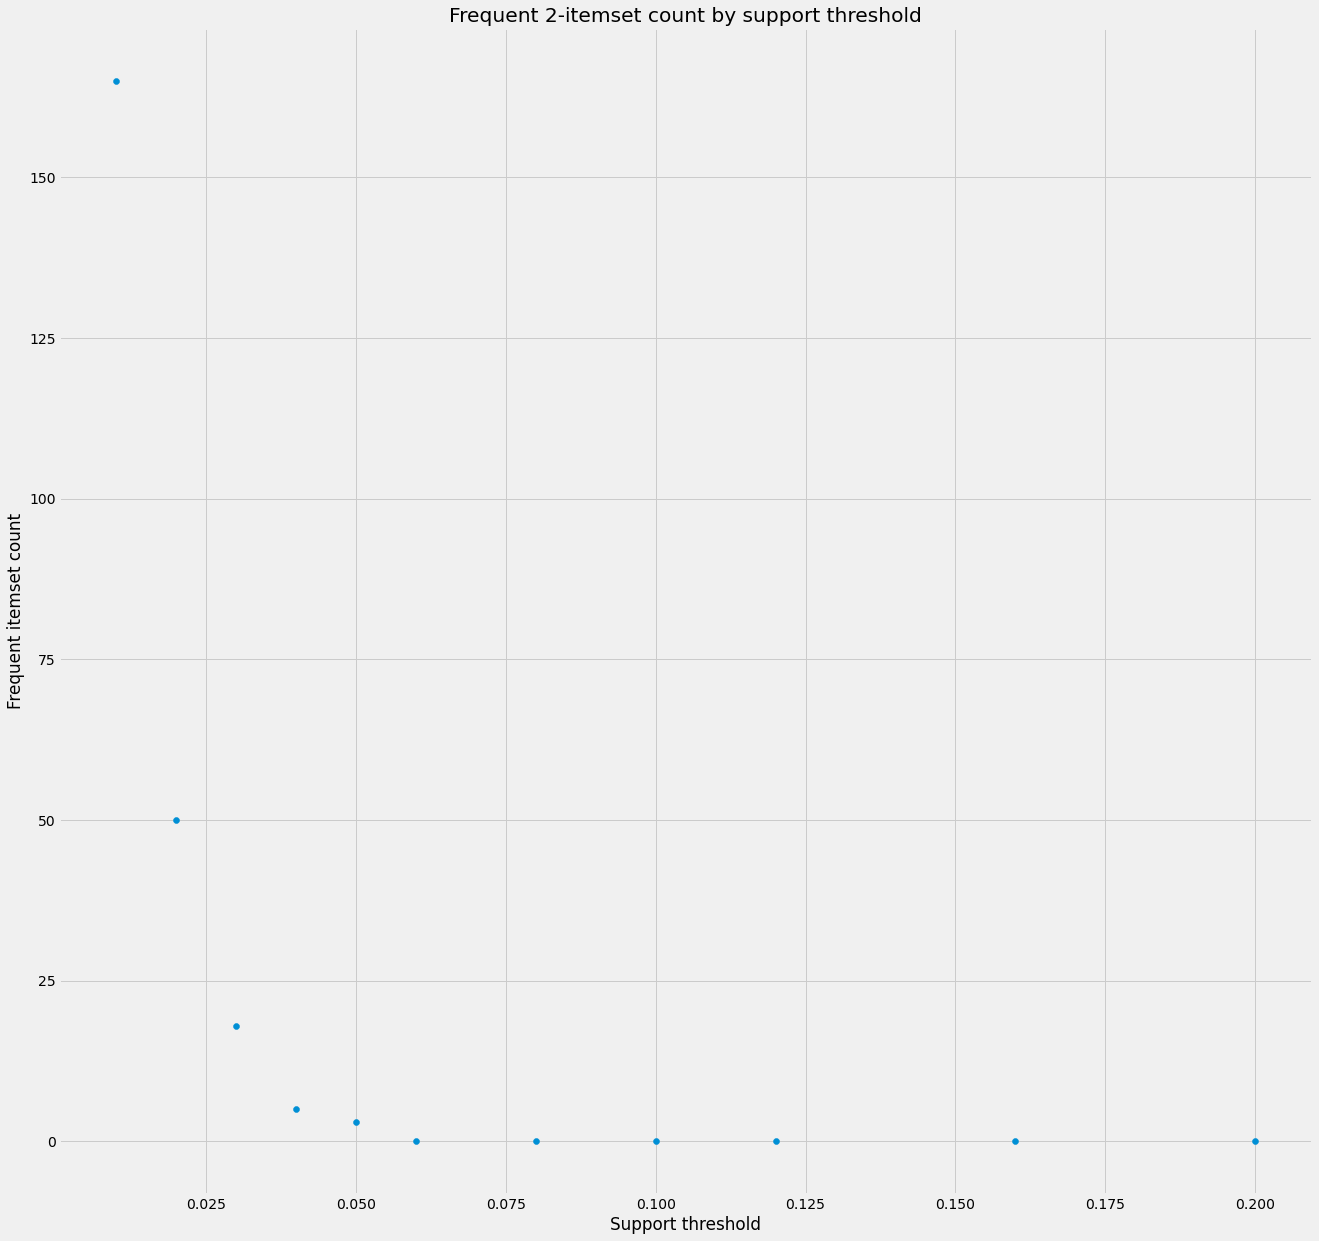 Frequent 2-itemset count by support threshold
Frequent itemset count
150
125
100
75
50
25
0
0.025 0.050 0.075 0.100 0.125 0.150 0.175 0.200
Support threshold